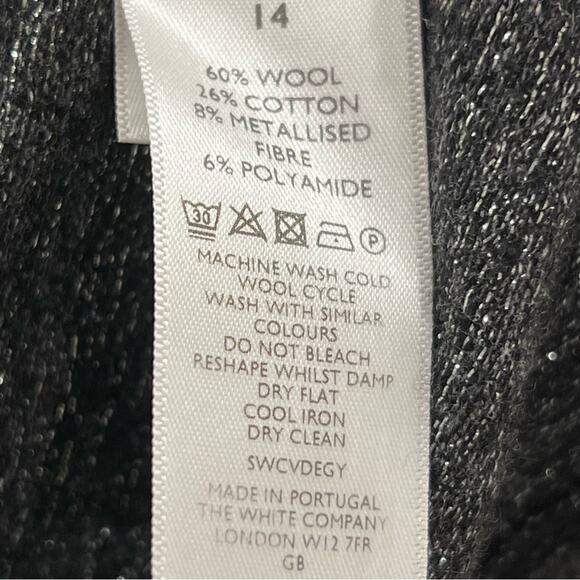 14
60% WOOL
26% COTTON
8% METALLISED
FIBRE
6% POLYAMIDE
30 P
MACHINE WASH COLD
WOOL CYCLE
WASH WITH SIMILAR
COLOURS
DO NOT BLEACH
RESHAPE WHILST DAMP
DRY FLAT
COOL IRON
DRY CLEAN
SWCVDEGY
MADE IN PORTUGAL
THE WHITE COMPANY
LONDON W12 7FR
GB